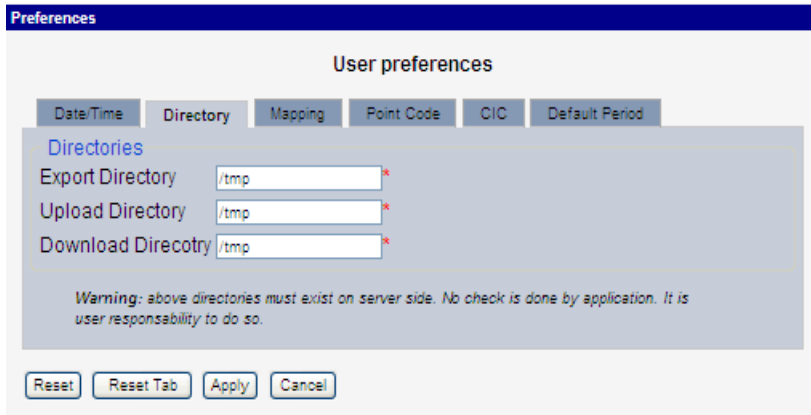 Preferences
User preferences
Date/Time Directory Mapping Point Code CIC Default Period
Directories
Export Directory /tmp *
Upload Directory /tmp *
Download Direcotry /tmp *
Warning: above directories must exist on server side. No check is done by application. It is
user responsability to do so.
Reset Reset Tab Apply Cancel